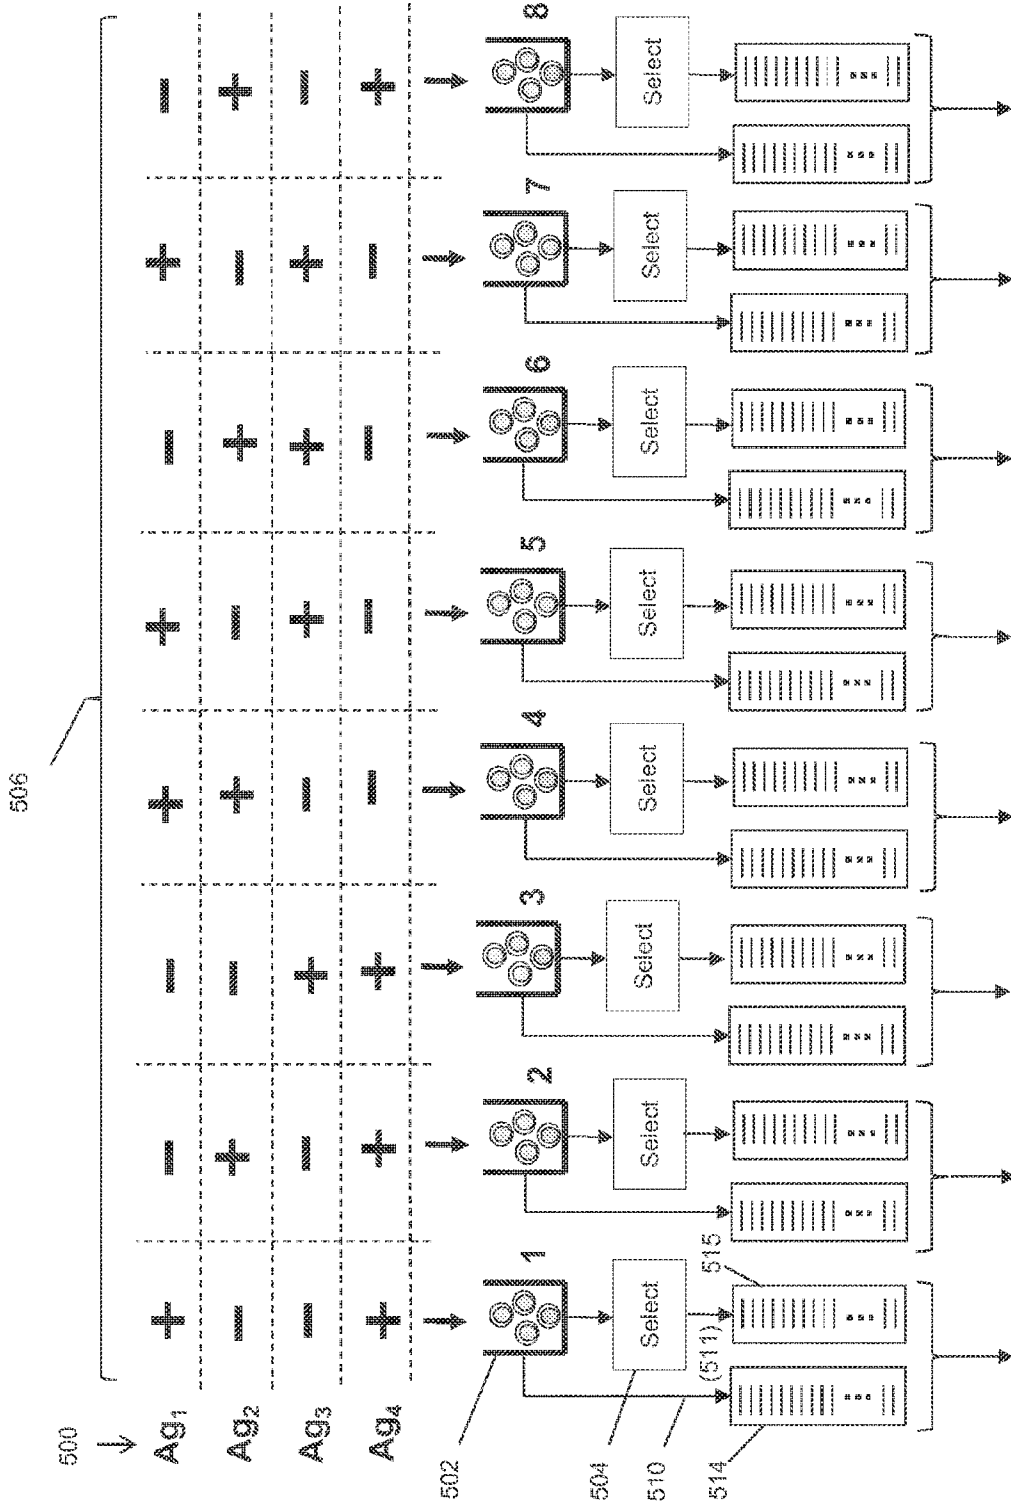 506
500
Ag1 + - - + - + - -
Ag2 - + - + - + - +
Ag3 - - + - + + + -
Ag4 + + + - - - - +
1 2 3 4 5 6 7 8
502
504
Select Select Select Select Select Select Select Select
510
(511)
514
515